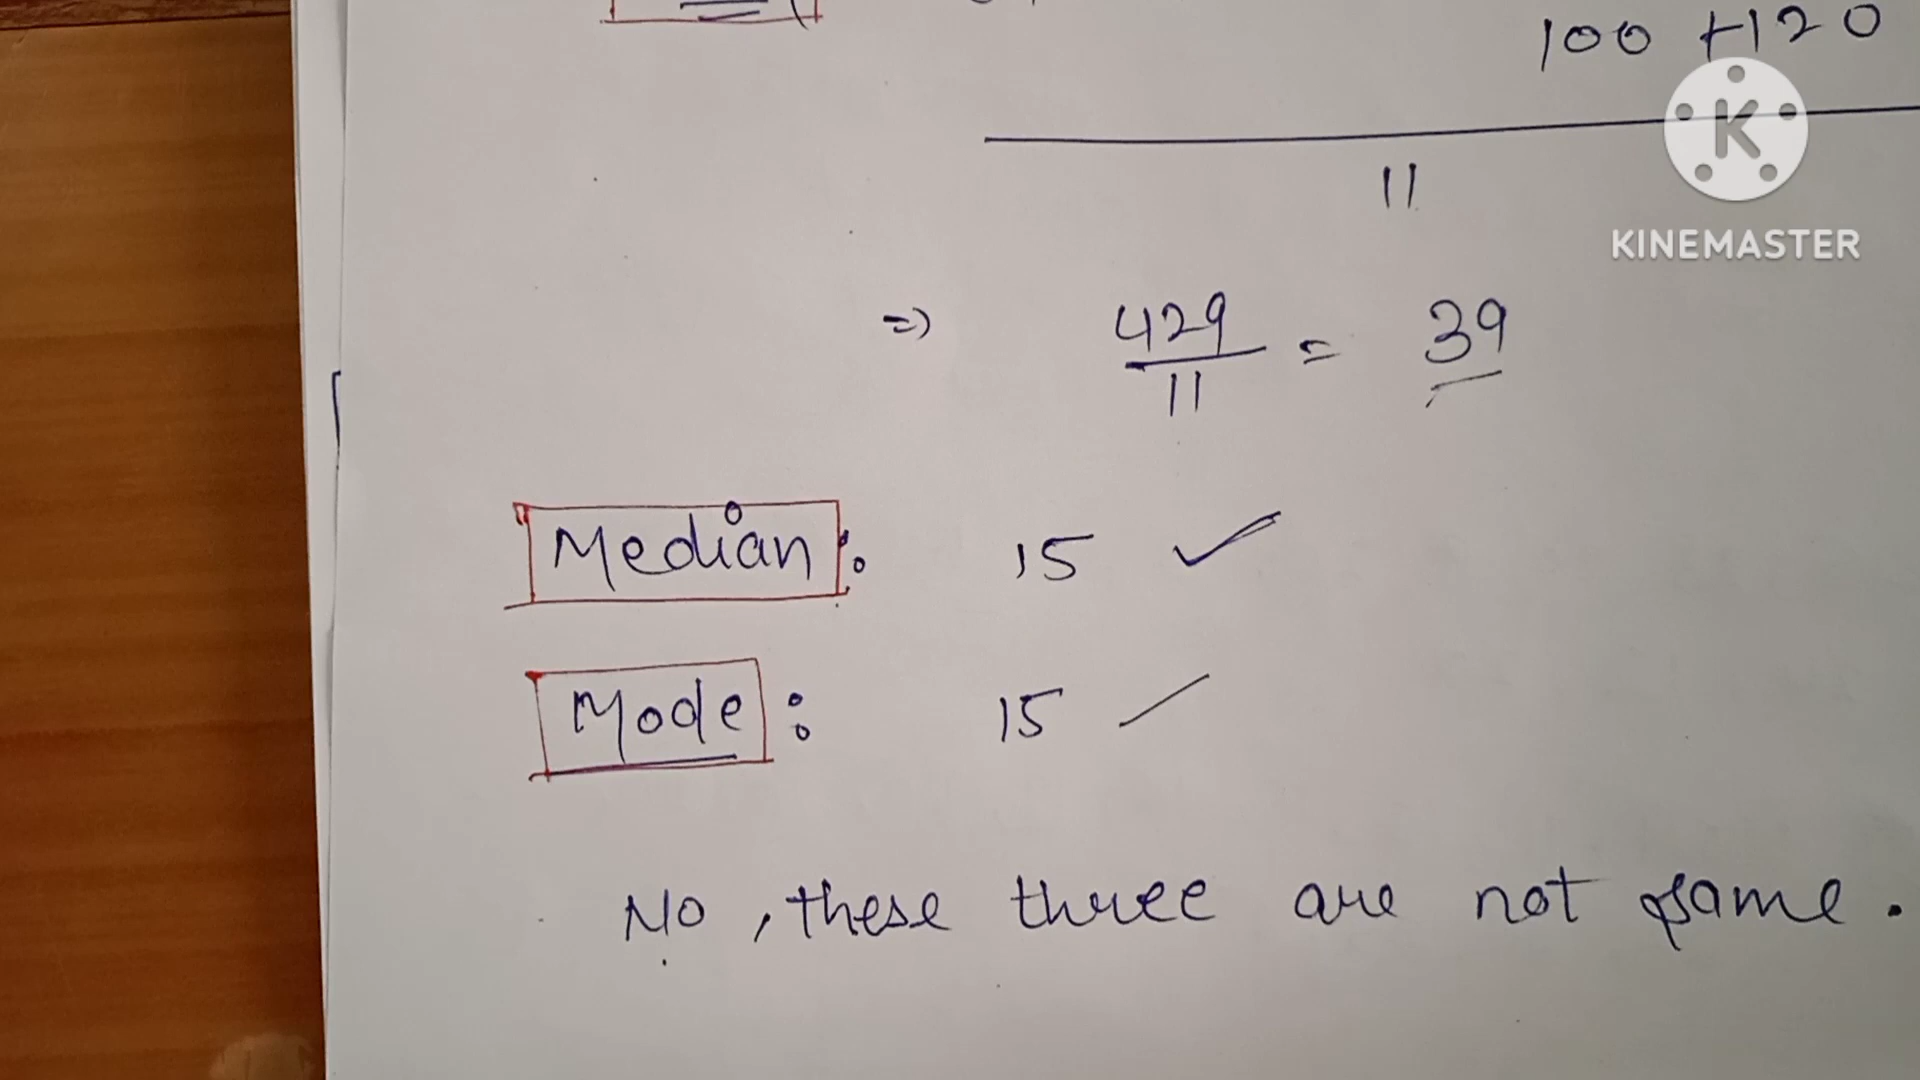 100 +120
11
K
KINEMASTER
=> 429/11 = 39
Median: 15 ✓
Mode: 15
No, these three are not same.